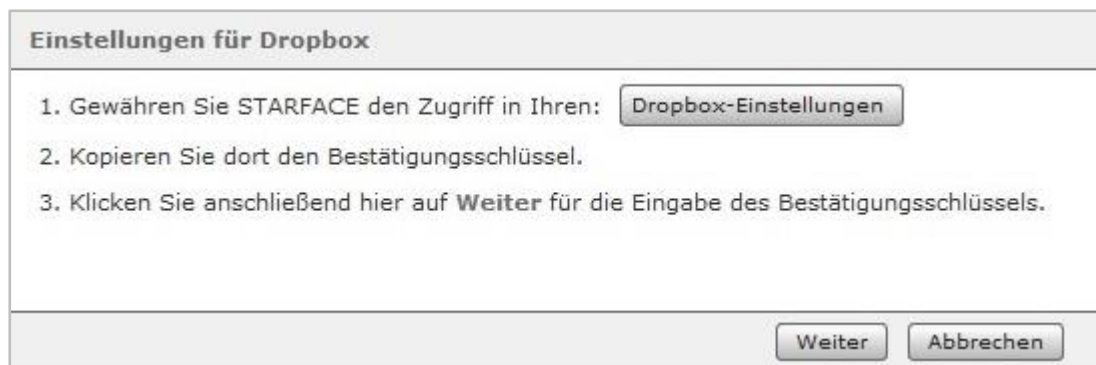 Einstellungen für Dropbox
1. Gewähren Sie STARFACE den Zugriff in Ihren: Dropbox-Einstellungen
2. Kopieren Sie dort den Bestätigungsschlüssel.
3. Klicken Sie anschließend hier auf Weiter für die Eingabe des Bestätigungsschlüssels.
Weiter Abbrechen